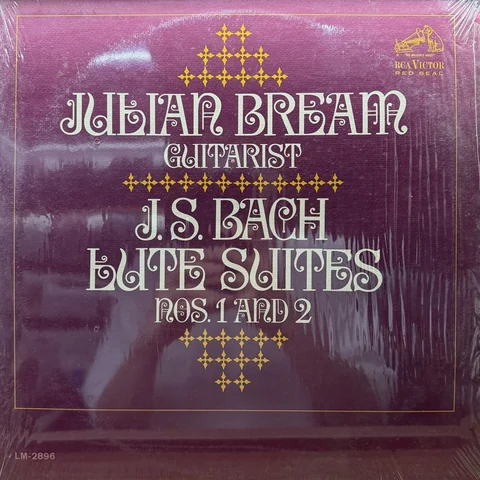 RCA VICTOR
RED SEAL
JULIAN BREAM
GUITARIST
J. S. BACH
LUTE SUITES
NOS. 1 AND 2
LM-2896